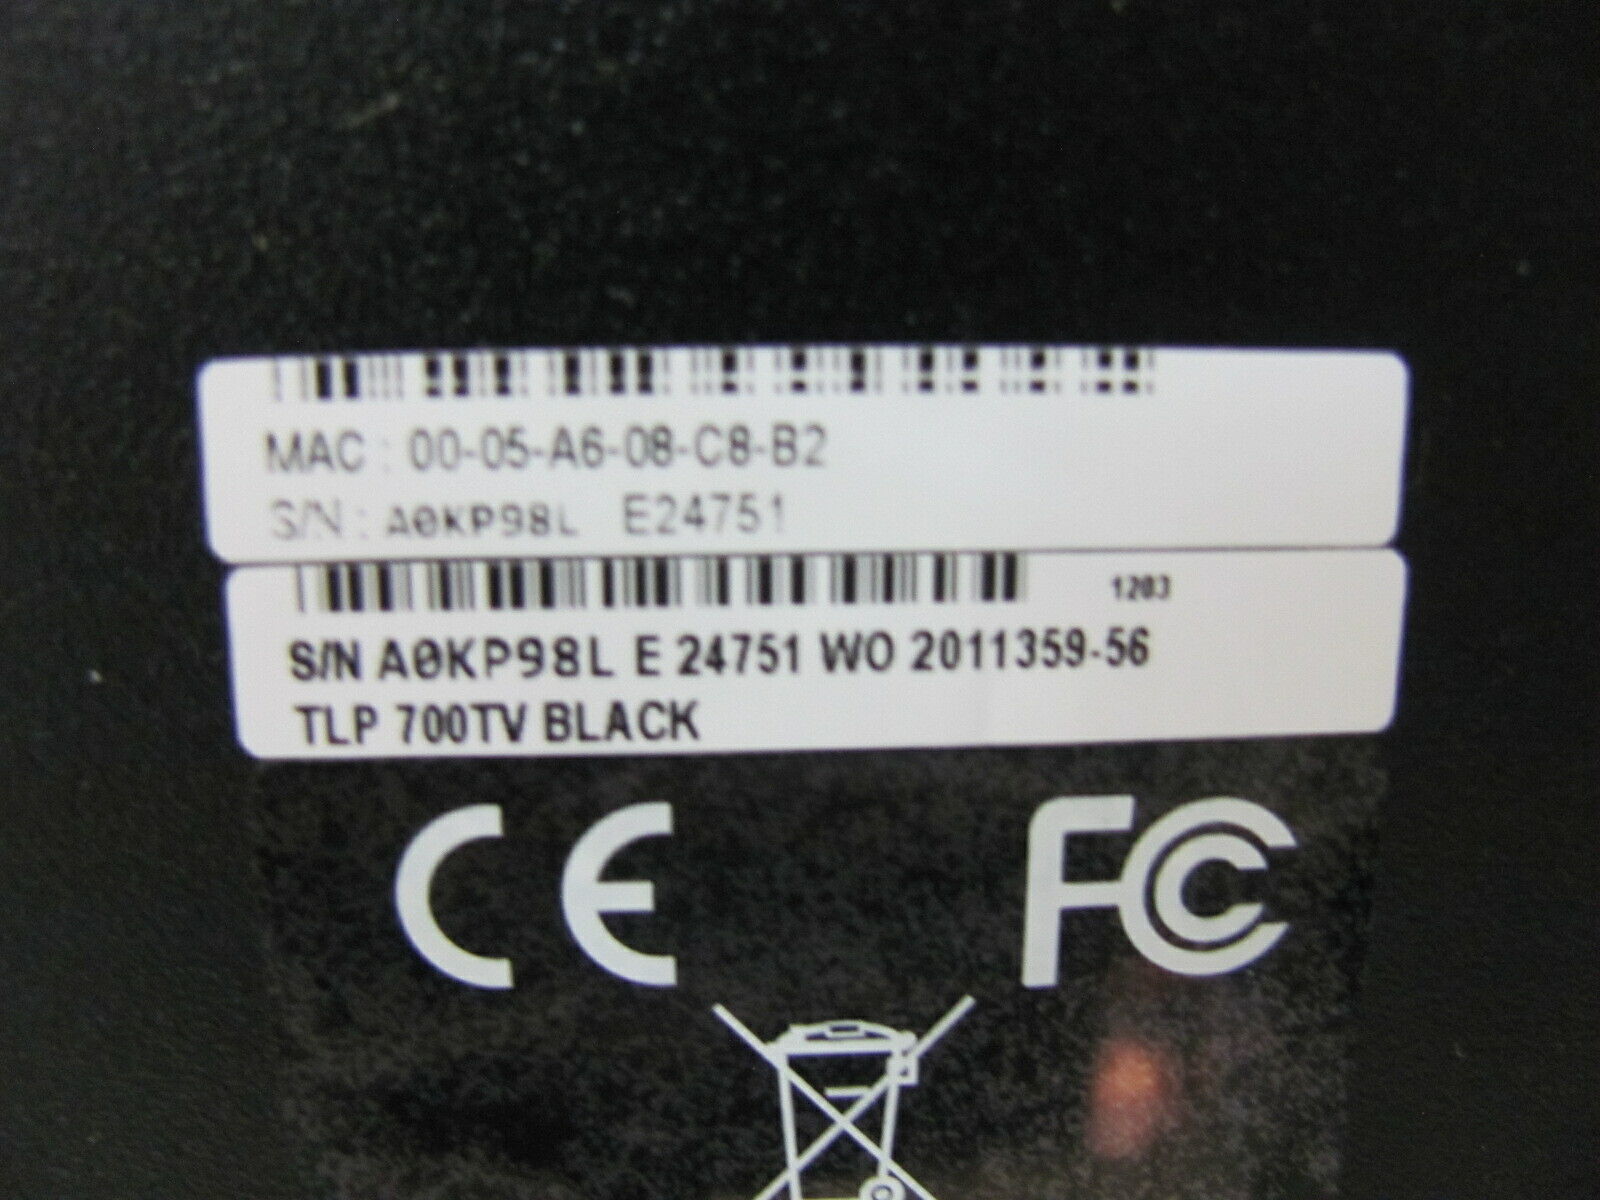 MAC : 00-05-A6-08-C8-B2
S/N : A0KP98L E24751
1203
S/N A0KP98L E 24751 WO 2011359-56
TLP 700TV BLACK
CE FC